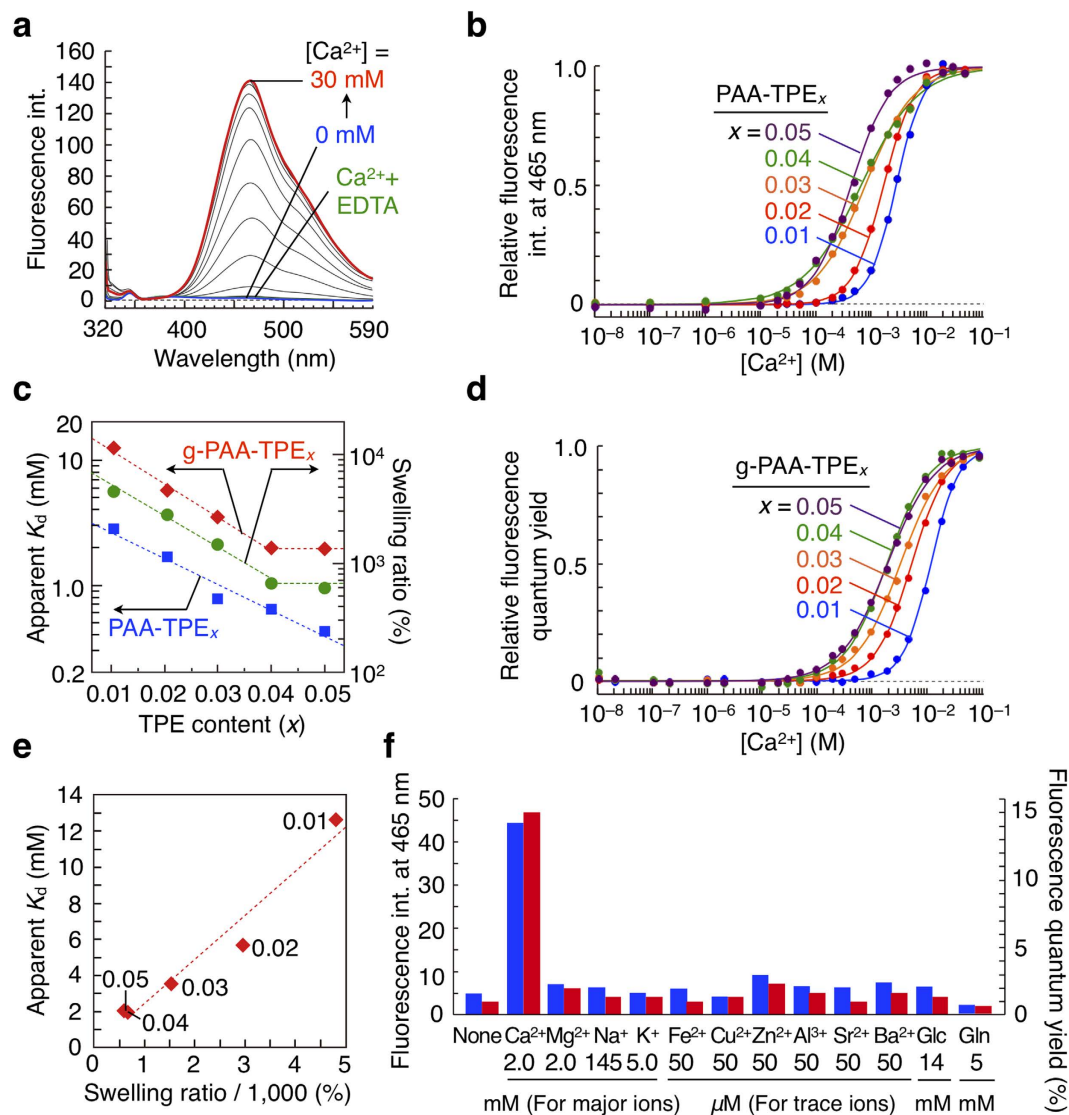 a
160
140
120
100
80
60
40
20
0
Fluorescence int.
320
400
500
590
Wavelength (nm)
[Ca²⁺] =
30 mM
0 mM
Ca²⁺+
EDTA
b
1.0
0.5
0
Relative fluorescence
int. at 465 nm
PAA-TPEₓ
x = 0.05
0.04
0.03
0.02
0.01
10⁻⁸
10⁻⁷
10⁻⁶
10⁻⁵
10⁻⁴
10⁻³
10⁻²
10⁻¹
[Ca²⁺] (M)
c
20
10
1.0
0.2
Apparent Kd (mM)
g-PAA-TPEₓ
PAA-TPEₓ
10⁴
10³
10²
Swelling ratio (%)
0.01
0.02
0.03
0.04
0.05
TPE content (x)
d
1.0
0.5
0
Relative fluorescence
quantum yield
g-PAA-TPEₓ
x = 0.05
0.04
0.03
0.02
0.01
10⁻⁸
10⁻⁷
10⁻⁶
10⁻⁵
10⁻⁴
10⁻³
10⁻²
10⁻¹
[Ca²⁺] (M)
e
14
12
10
8
6
4
2
0
Apparent Kd (mM)
0.01
0.02
0.03
0.05
0.04
0
1
2
3
4
5
Swelling ratio / 1,000 (%)
f
50
40
30
20
10
0
Fluorescence int. at 465 nm
15
10
5
0
Fluorescence quantum yield (%)
None Ca²⁺ Mg²⁺ Na⁺ K⁺ Fe²⁺ Cu²⁺ Zn²⁺ Al³⁺ Sr²⁺ Ba²⁺ Glc Gln
2.0 2.0 145 5.0 50 50 50 50 50 50 14 5
mM (For major ions) μM (For trace ions) mM mM